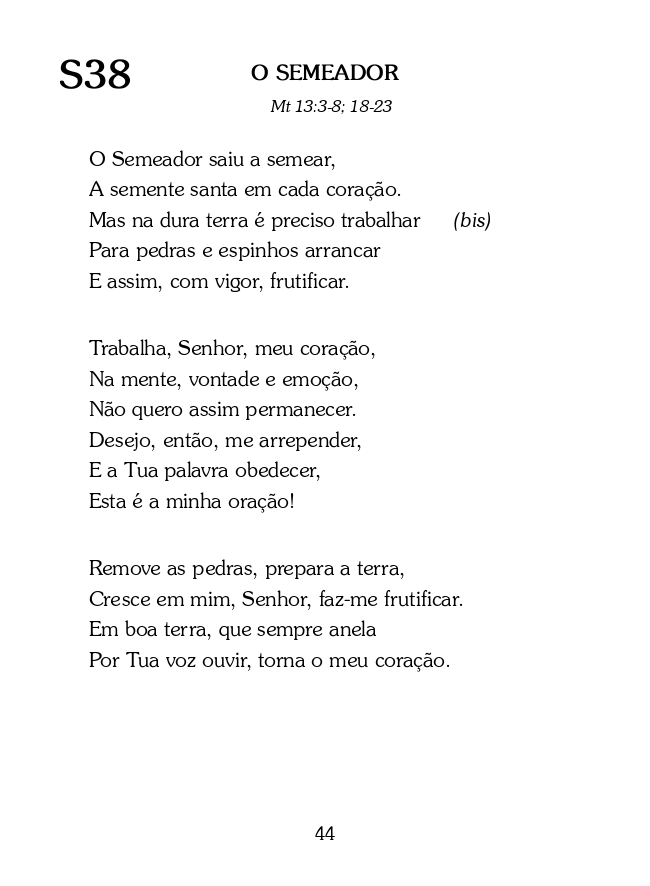 S38
O SEMEADOR
Mt 13:3-8; 18-23
O Semeador saiu a semear,
A semente santa em cada coração.
Mas na dura terra é preciso trabalhar (bis)
Para pedras e espinhos arrancar
E assim, com vigor, frutificar.
Trabalha, Senhor, meu coração,
Na mente, vontade e emoção,
Não quero assim permanecer.
Desejo, então, me arrepender,
E a Tua palavra obedecer,
Esta é a minha oração!
Remove as pedras, prepara a terra,
Cresce em mim, Senhor, faz-me frutificar.
Em boa terra, que sempre anela
Por Tua voz ouvir, torna o meu coração.
44